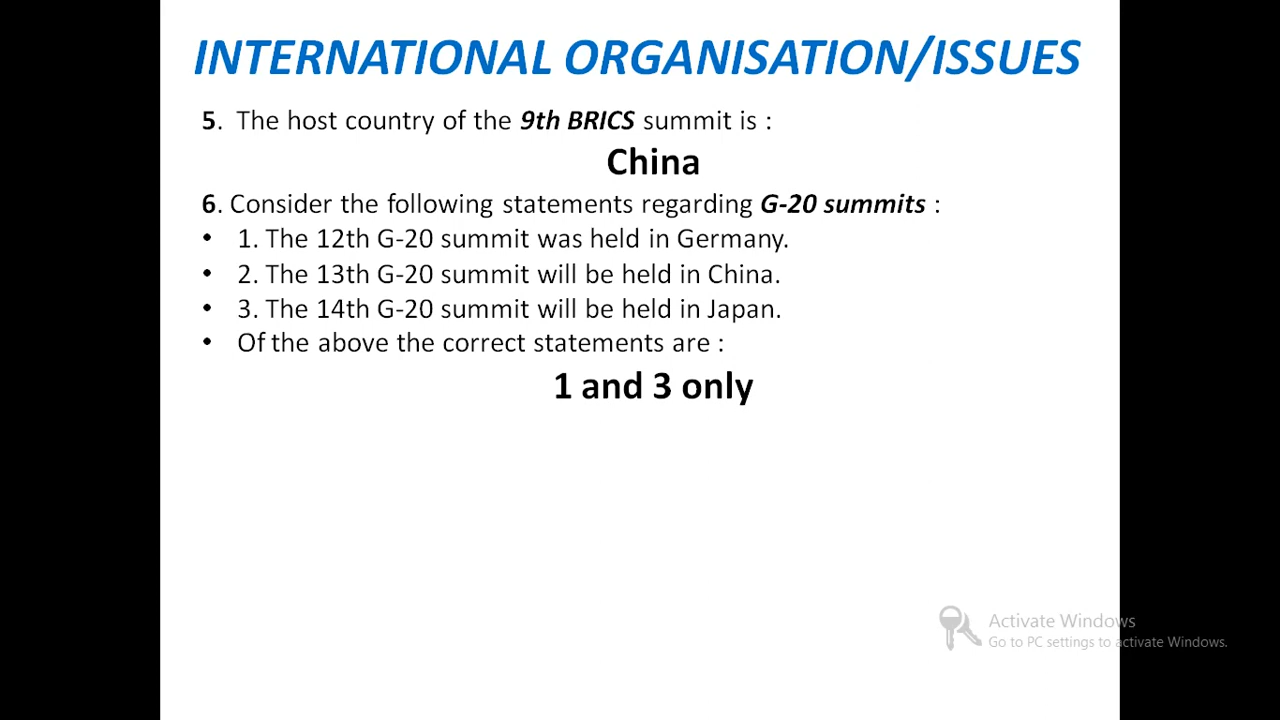 INTERNATIONAL ORGANISATION/ISSUES
5. The host country of the 9th BRICS summit is :
China
6. Consider the following statements regarding G-20 summits :
• 1. The 12th G-20 summit was held in Germany.
• 2. The 13th G-20 summit will be held in China.
• 3. The 14th G-20 summit will be held in Japan.
• Of the above the correct statements are :
1 and 3 only
Activate Windows
Go to PC settings to activate Windows.